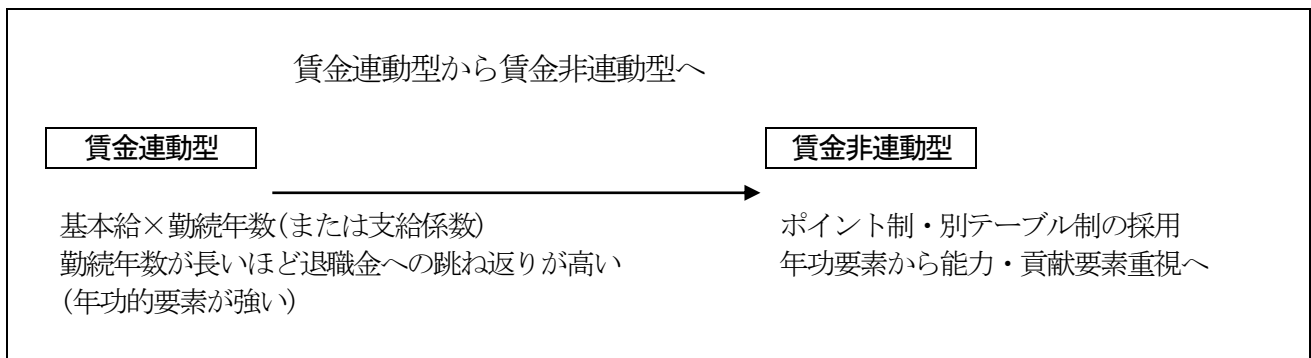 賃金連動型から賃金非連動型へ
賃金連動型
賃金非連動型
基本給×勤続年数(または支給係数)
勤続年数が長いほど退職金への跳ね返りが高い
(年功的要素が強い)
ポイント制・別テーブル制の採用
年功要素から能力・貢献要素重視へ